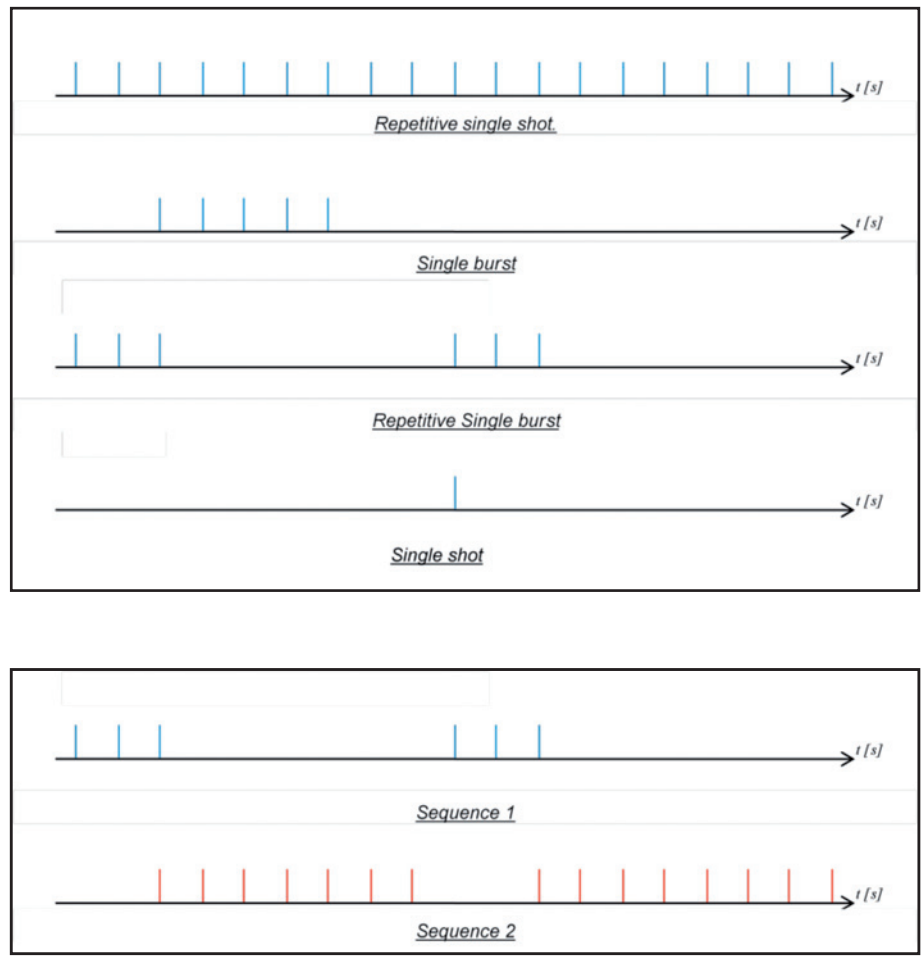 t [s]
Repetitive single shot.
t [s]
Single burst
t [s]
Repetitive Single burst
t [s]
Single shot
t [s]
Sequence 1
t [s]
Sequence 2